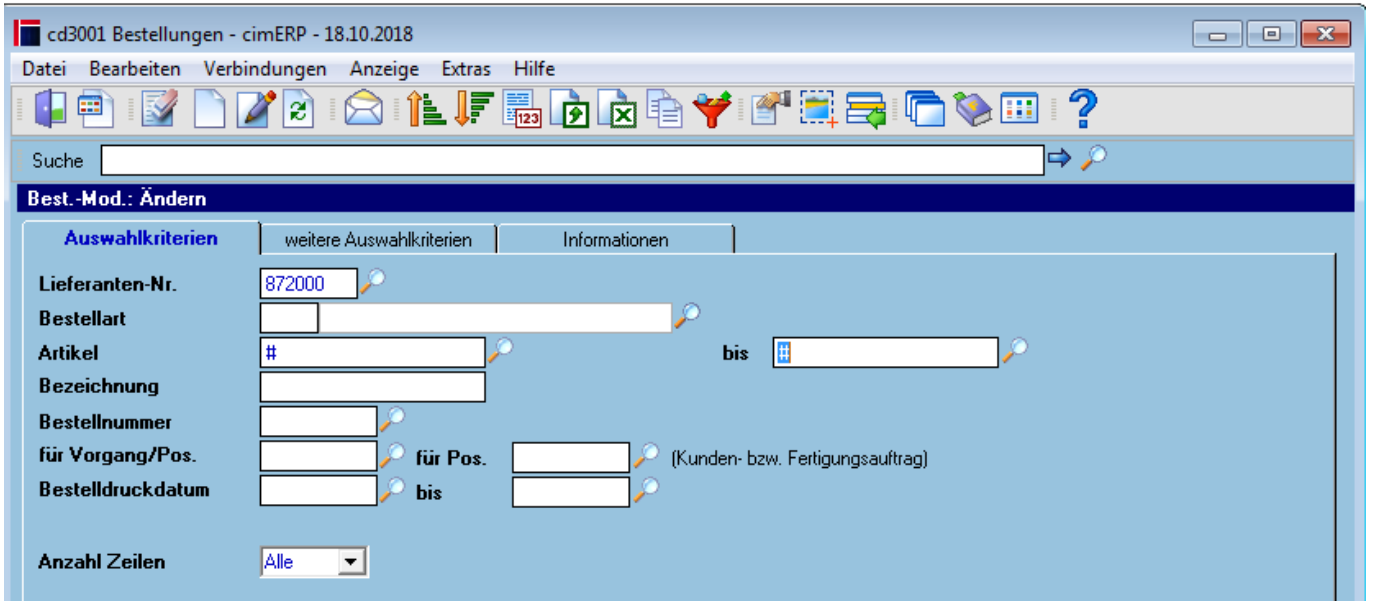 cd3001 Bestellungen - cimERP - 18.10.2018
Datei Bearbeiten Verbindungen Anzeige Extras Hilfe
123
?
Suche
Best.-Mod.: Ändern
Auswahlkriterien weitere Auswahlkriterien Informationen
Lieferanten-Nr. 872000
Bestellart
Artikel # bis #
Bezeichnung
Bestellnummer
für Vorgang/Pos. für Pos. (Kunden- bzw. Fertigungsauftrag)
Bestelldruckdatum bis
Anzahl Zeilen Alle